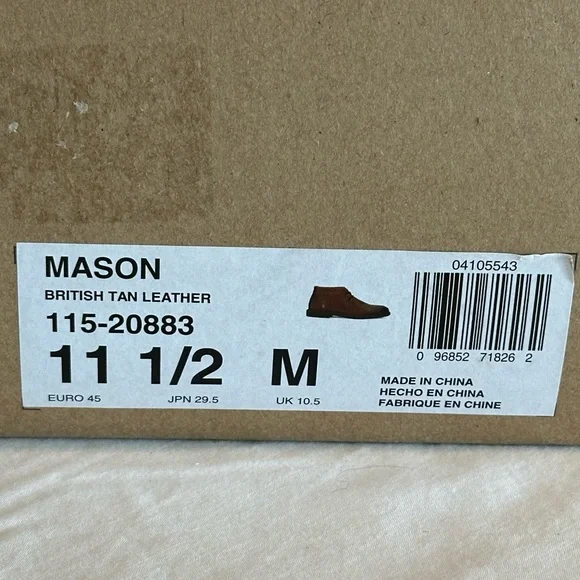 MASON
BRITISH TAN LEATHER
115-20883
11 1/2 M
EURO 45 JPN 29.5 UK 10.5
04105543
0 96852 71826 2
MADE IN CHINA
HECHO EN CHINA
FABRIQUE EN CHINE